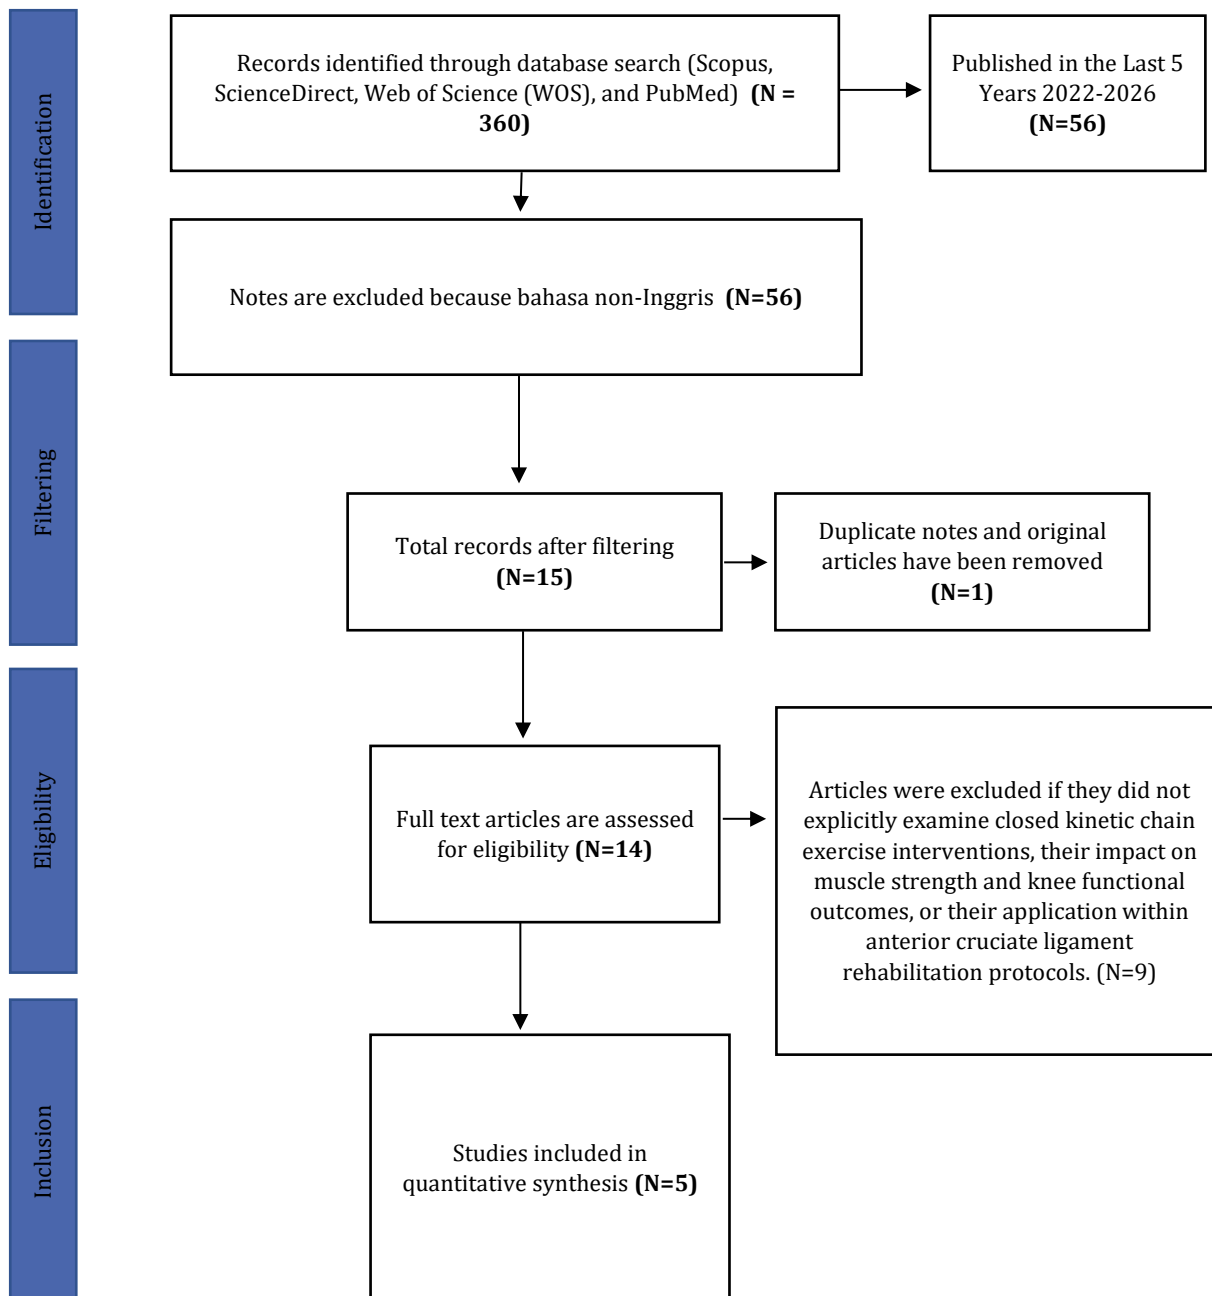 Identification
Records identified through database search (Scopus,
ScienceDirect, Web of Science (WOS), and PubMed) (N =
360)
Published in the Last 5
Years 2022-2026
(N=56)
Notes are excluded because bahasa non-Inggris (N=56)
Filtering
Total records after filtering
(N=15)
Duplicate notes and original
articles have been removed
(N=1)
Eligibility
Full text articles are assessed
for eligibility (N=14)
Articles were excluded if they did not
explicitly examine closed kinetic chain
exercise interventions, their impact on
muscle strength and knee functional
outcomes, or their application within
anterior cruciate ligament
rehabilitation protocols. (N=9)
Inclusion
Studies included in
quantitative synthesis (N=5)